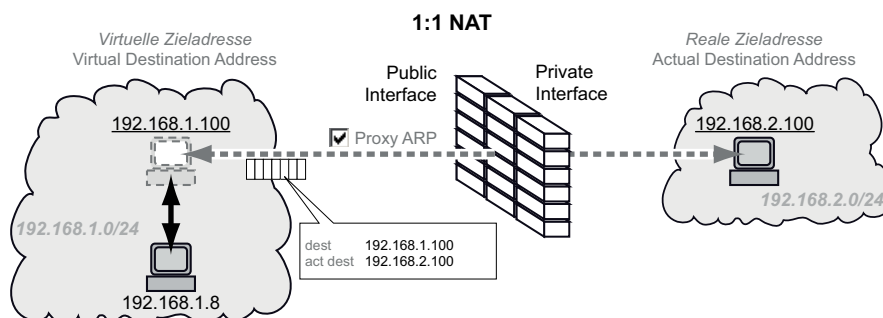 1:1 NAT
Virtuelle Zieladresse
Virtual Destination Address
Reale Zieladresse
Actual Destination Address
Public
Interface
Private
Interface
192.168.1.100
Proxy ARP
192.168.2.100
192.168.1.0/24
192.168.2.0/24
dest 192.168.1.100
act dest 192.168.2.100
192.168.1.8